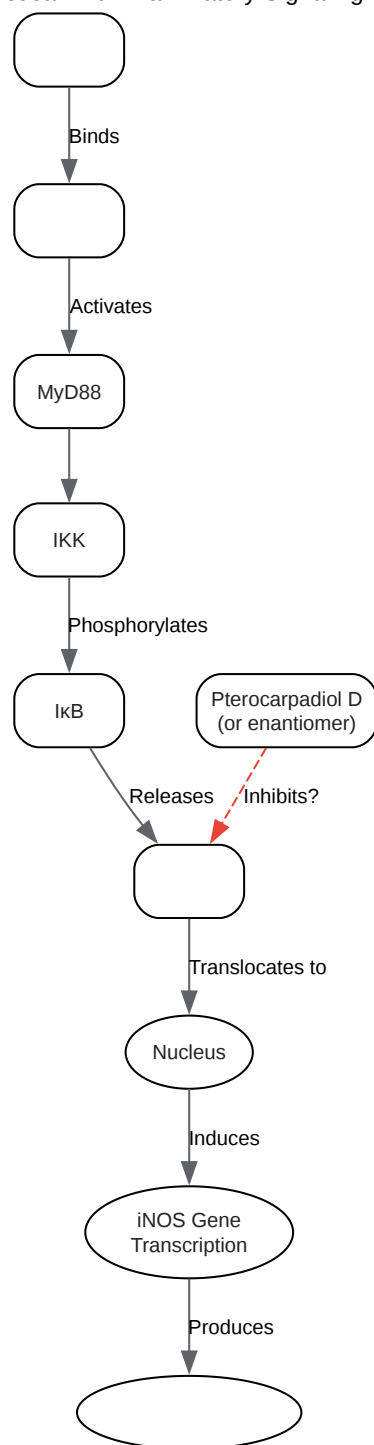 Binds
Activates
MyD88
IKK
Phosphorylates
IκB
Pterocarpadiol D
(or enantiomer)
Releases
Inhibits?
Translocates to
Nucleus
Induces
iNOS Gene
Transcription
Produces